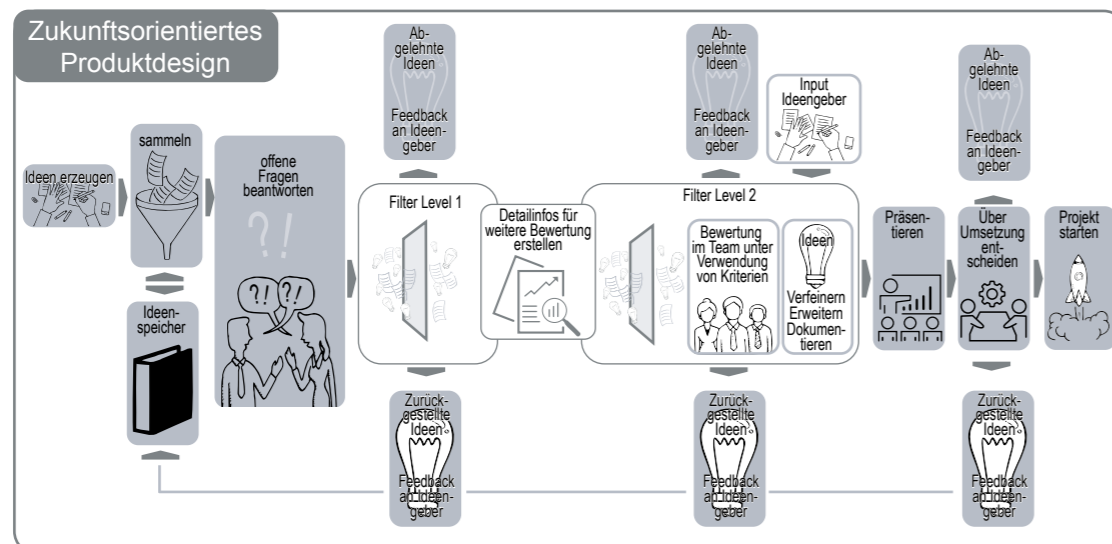 Zukunftsorientiertes
Produktdesign
Ideen erzeugen
sammeln
Ideen-
speicher
offene
Fragen
beantworten
?!
?!
?!
Ab-
gelehnte
Ideen
Feedback
an Ideen-
geber
Filter Level 1
Zurück-
gestellte
Ideen
Feedback
an Ideen-
geber
Detailinfos für
weitere Bewertung
erstellen
Ab-
gelehnte
Ideen
Feedback
an Ideen-
geber
Input
Ideengeber
Filter Level 2
Bewertung
im Team unter
Verwendung
von Kriterien
Ideen
Verfeinern
Erweitern
Dokumen-
tieren
Zurück-
gestellte
Ideen
Feedback
an Ideen-
geber
Präsen-
tieren
Ab-
gelehnte
Ideen
Feedback
an Ideen-
geber
Über
Umsetzung
ent-
scheiden
Zurück-
gestellte
Ideen
Feedback
an Ideen-
geber
Projekt
starten